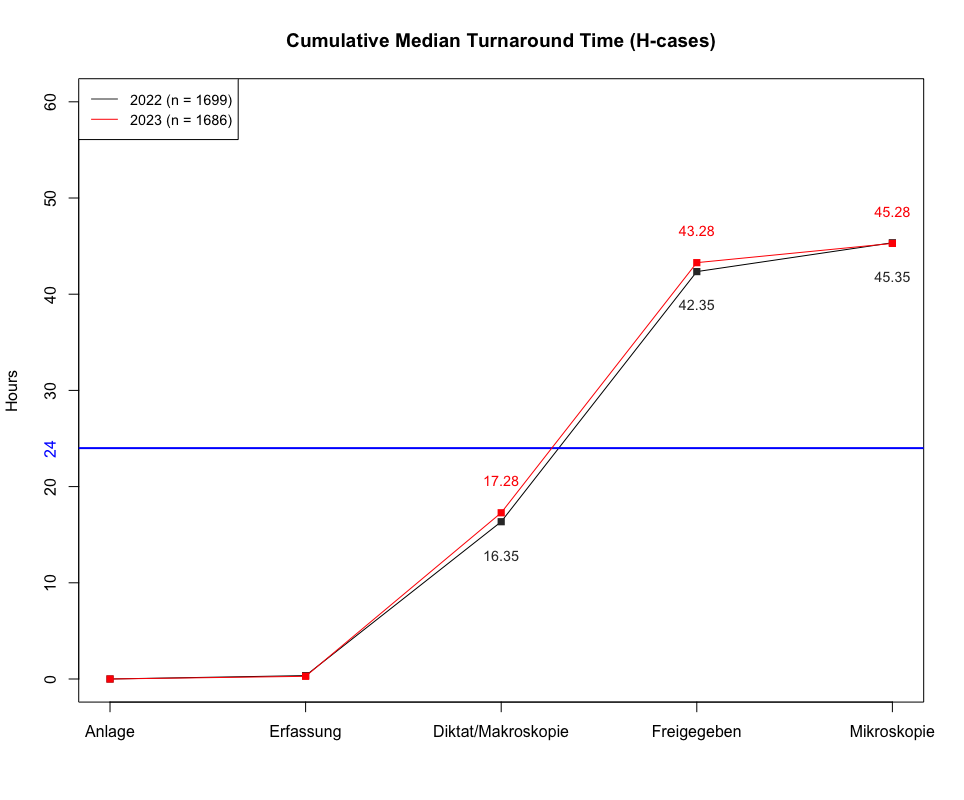 Cumulative Median Turnaround Time (H-cases)
2022 (n = 1699)
2023 (n = 1686)
Hours
60
50
40
30
24
20
10
0
45.28
43.28
45.35
42.35
17.28
16.35
Anlage
Erfassung
Diktat/Makroskopie
Freigegeben
Mikroskopie